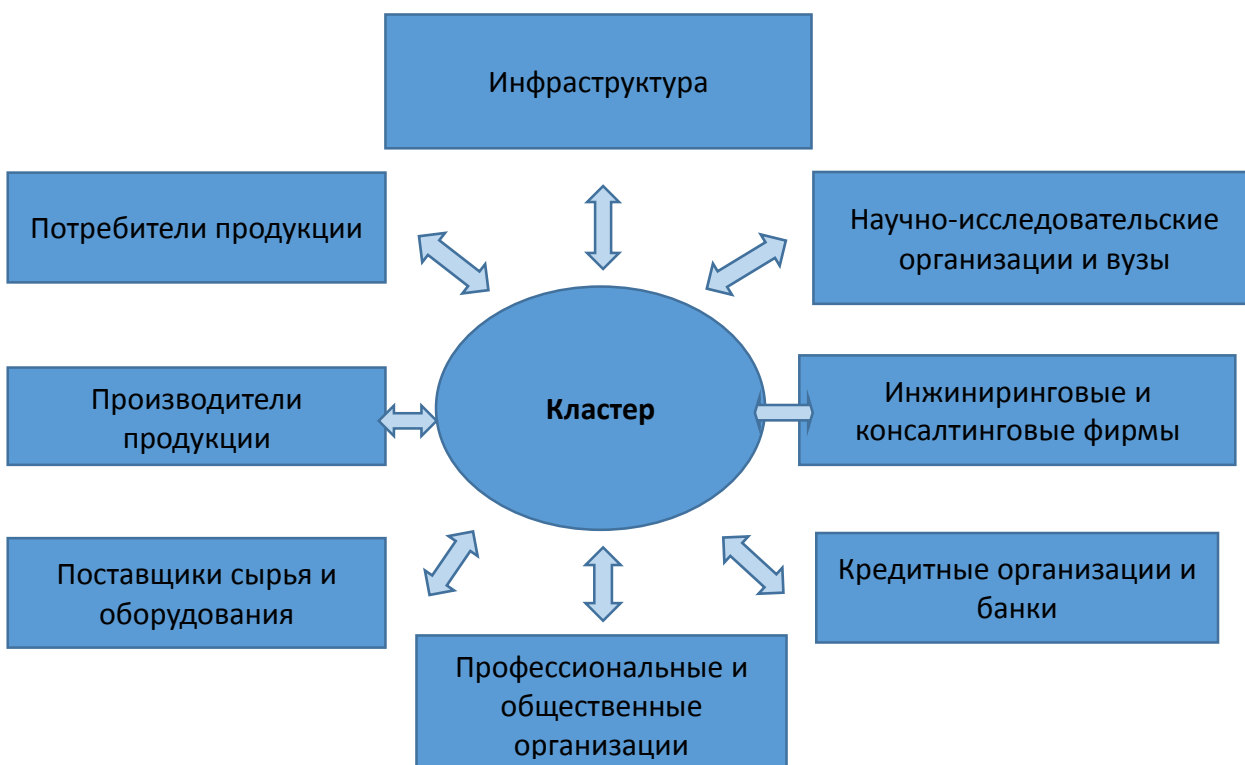 Инфраструктура
Потребители продукции
Научно-исследовательские
организации и вузы
Производители
продукции
Кластер
Инжиниринговые и
консалтинговые фирмы
Поставщики сырья и
оборудования
Кредитные организации и
банки
Профессиональные и
общественные
организации